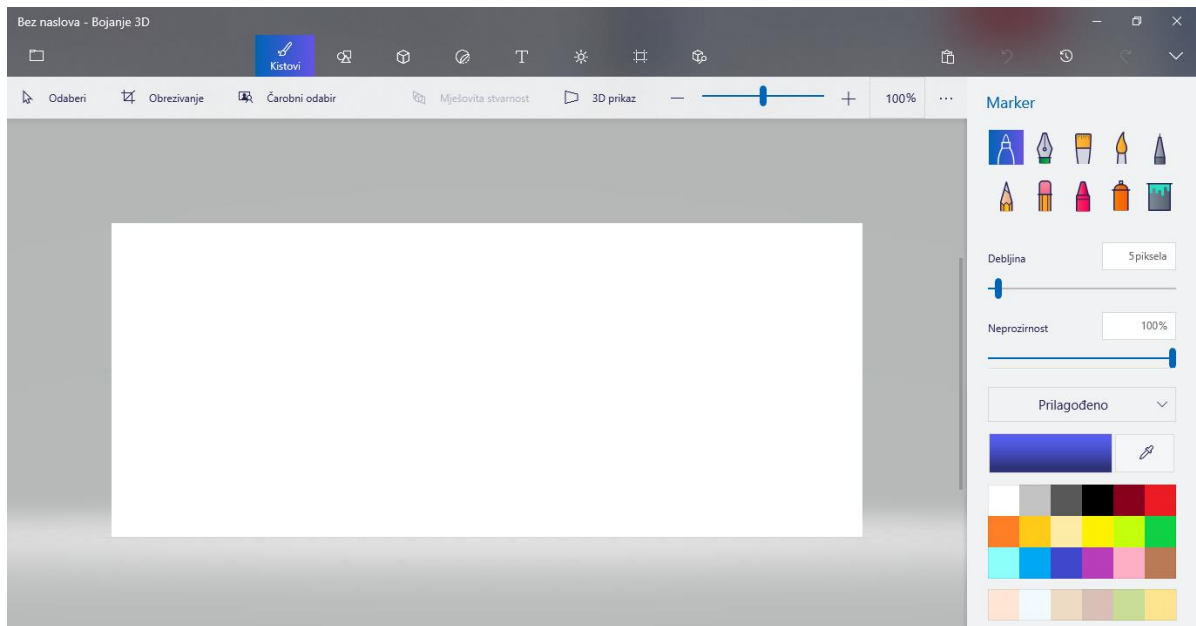 Bez naslova - Bojanje 3D
Kistovi
T
Odaberi Obrezivanje Čarobni odabir Mješovita stvarnost 3D prikaz 100% ...
Marker
Debljina 5 piksela
Neprozirnost 100%
Prilagođeno